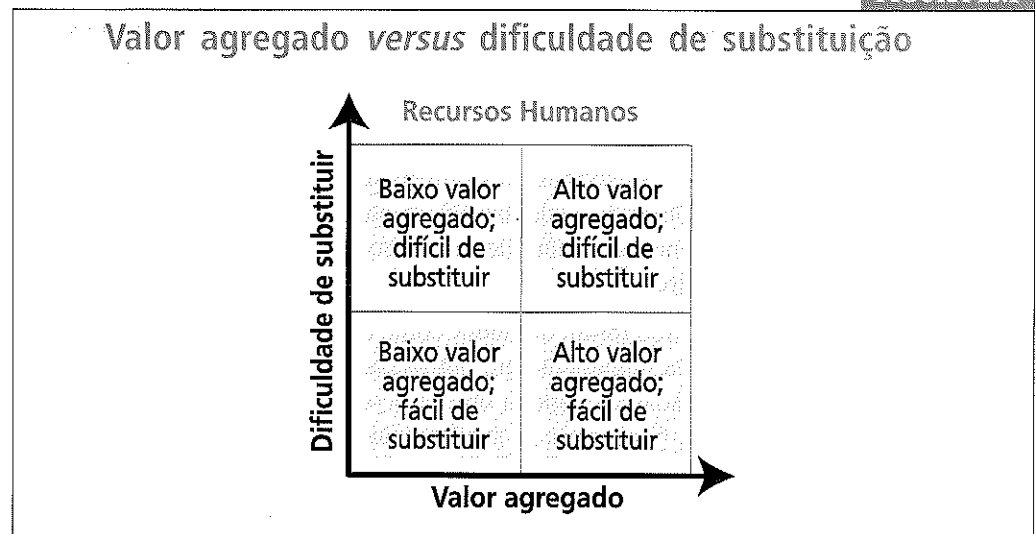 Valor agregado versus dificuldade de substituição
Recursos Humanos
Dificuldade de substituir
Baixo valor
agregado;
difícil de
substituir
Alto valor
agregado;
difícil de
substituir
Baixo valor
agregado;
fácil de
substituir
Alto valor
agregado;
fácil de
substituir
Valor agregado